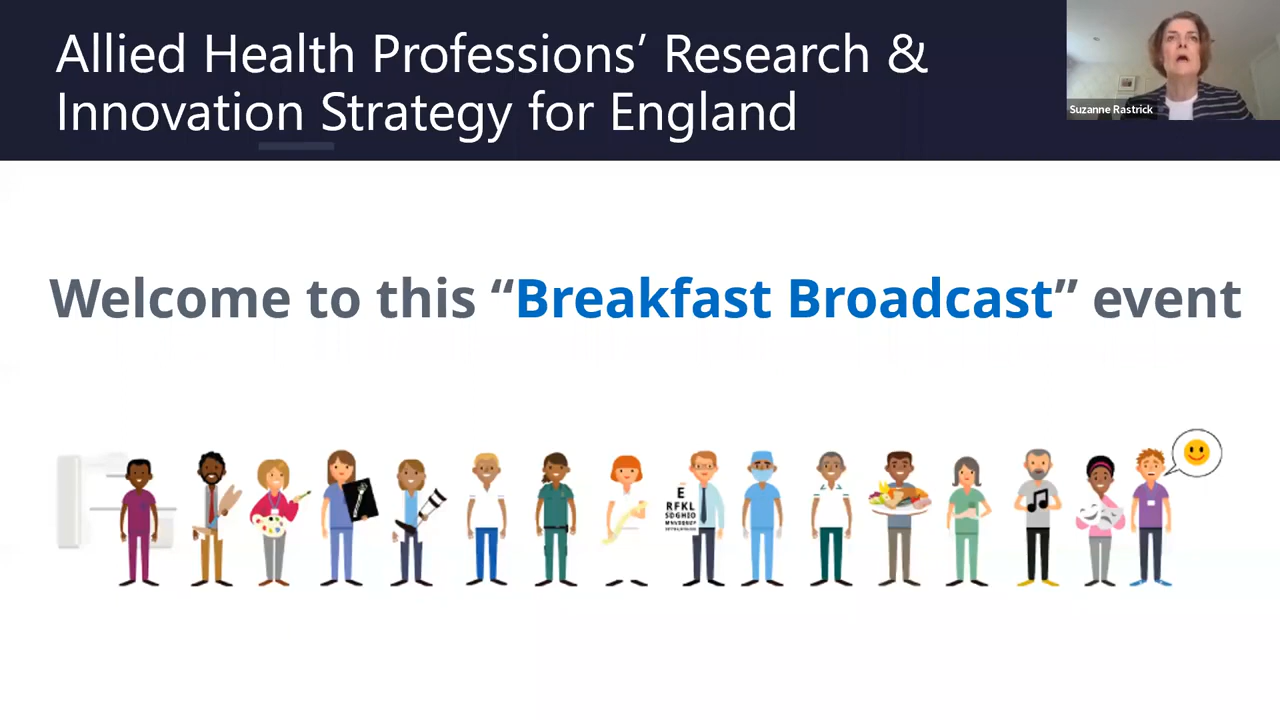 Allied Health Professions’ Research &
Innovation Strategy for England
Suzanne Rastrick
Welcome to this “Breakfast Broadcast” event
E
RFKL